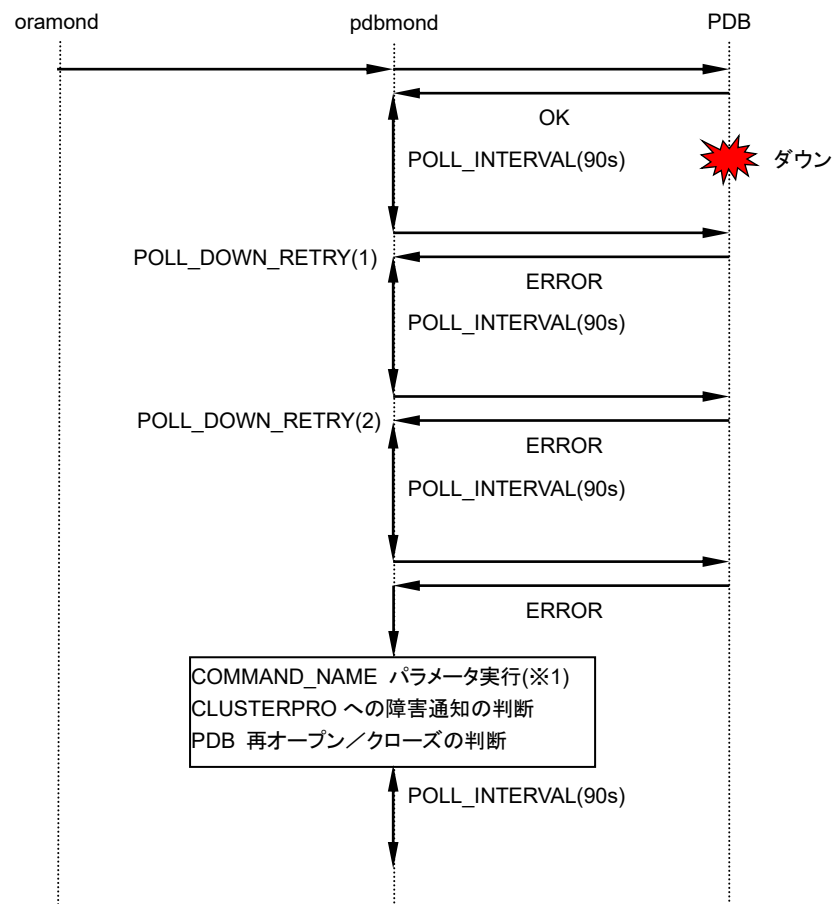 oramond
pdbmond
PDB
OK
POLL_INTERVAL(90s)
ダウン
POLL_DOWN_RETRY(1)
ERROR
POLL_INTERVAL(90s)
POLL_DOWN_RETRY(2)
ERROR
POLL_INTERVAL(90s)
ERROR
COMMAND_NAME パラメータ実行(※1)
CLUSTERPRO への障害通知の判断
PDB 再オープン／クローズの判断
POLL_INTERVAL(90s)